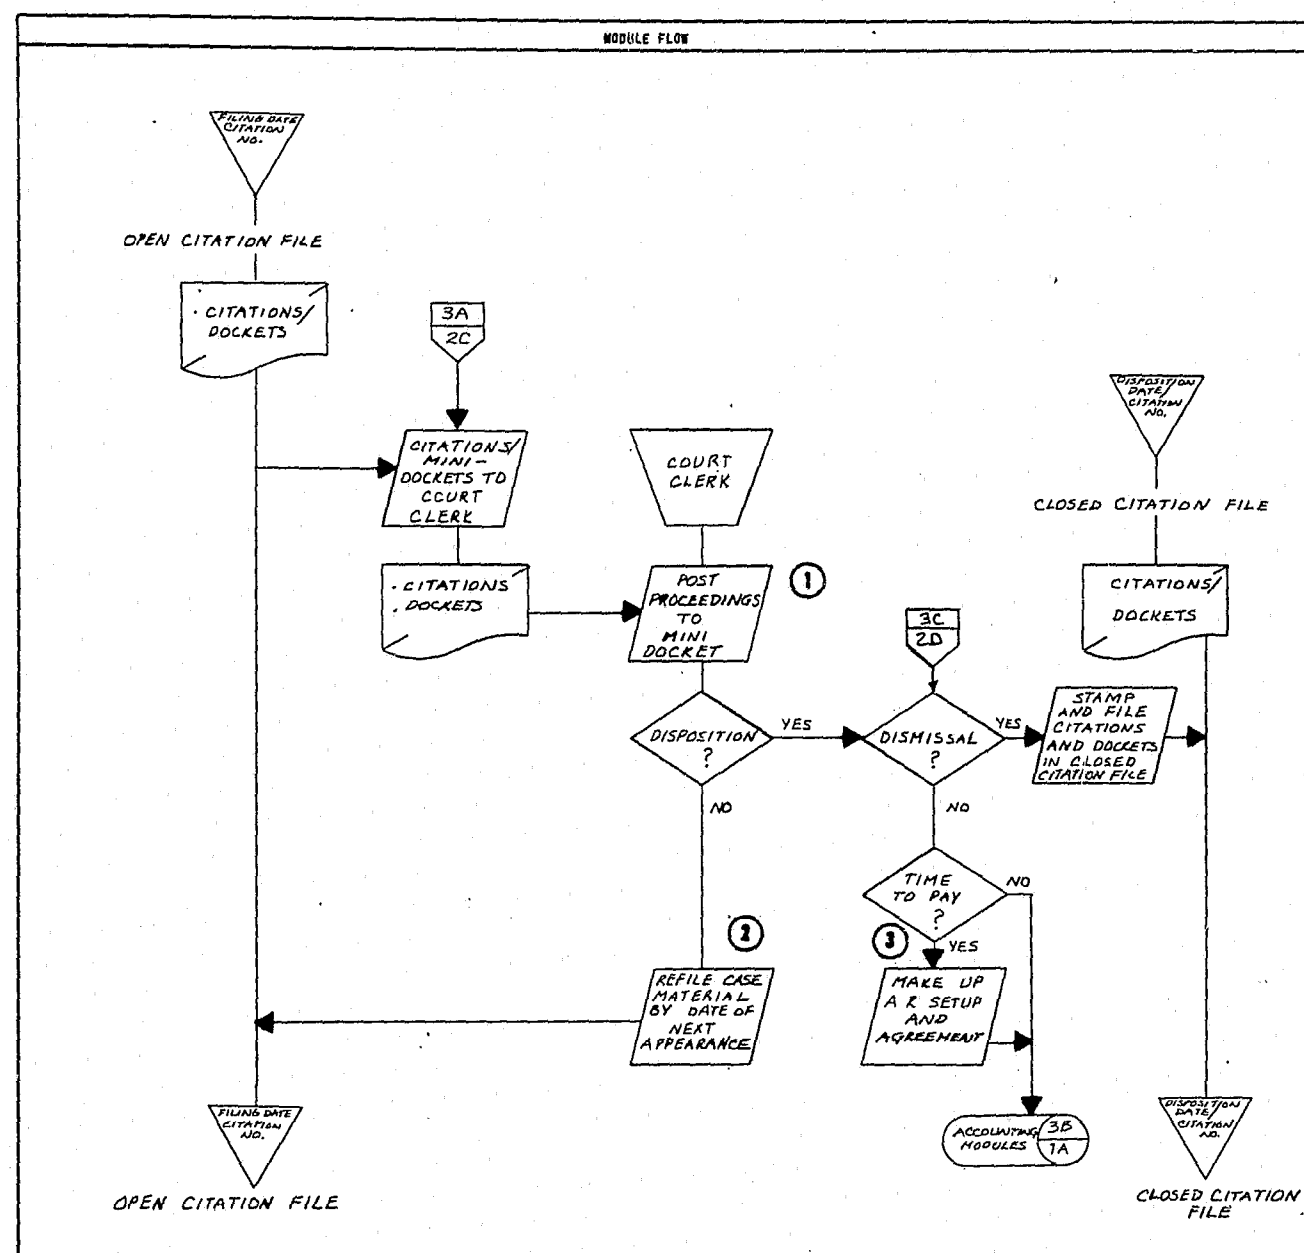 MODULE FLOW
FILING DATE
CITATION
NO.
OPEN CITATION FILE
. CITATIONS/
DOCKETS
3A
2C
CITATIONS/
MINI-
DOCKETS TO
COURT
CLERK
. CITATIONS
. DOCKETS
COURT
CLERK
POST
PROCEEDINGS
TO
MINI
DOCKET
1
DISPOSITION
?
YES
NO
3C
2D
DISMISSAL
?
YES
NO
DISPOSITION
DATE/
CITATION
NO.
CLOSED CITATION FILE
CITATIONS/
DOCKETS
STAMP
AND FILE
CITATIONS
AND DOCKETS
IN CLOSED
CITATION FILE
TIME
TO PAY
?
NO
YES
2
REFILE CASE
MATERIAL
BY DATE OF
NEXT
APPEARANCE
3
MAKE UP
A R SETUP
AND
AGREEMENT
FILING DATE
CITATION
NO.
OPEN CITATION FILE
ACCOUNTING
MODULES
3B
1A
DISPOSITION
DATE/
CITATION
NO.
CLOSED CITATION
FILE